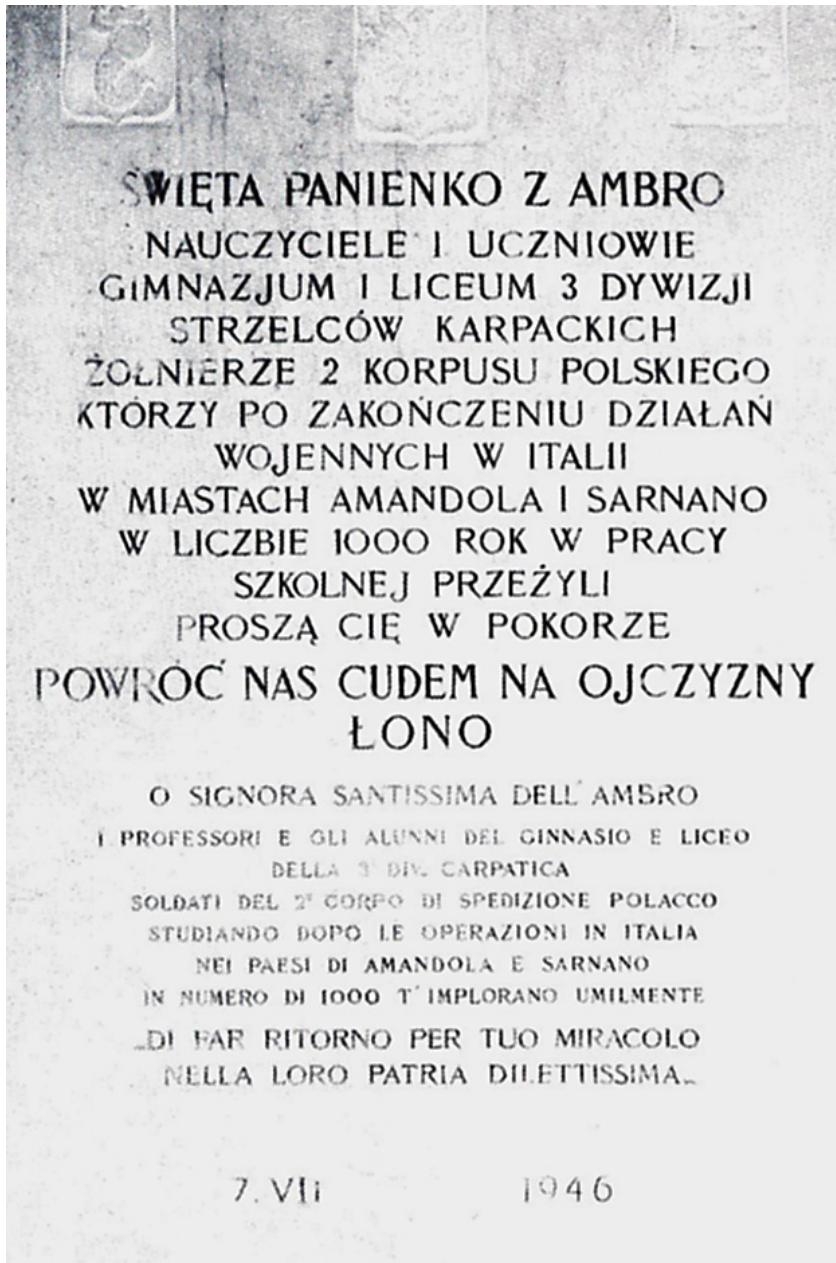 ŚWIĘTA PANIENKO Z AMBRO
NAUCZYCIELE I UCZNIOWIE
GIMNAZJUM I LICEUM 3 DYWIZJI
STRZELCÓW KARPACKICH
ŻOŁNIERZE 2 KORPUSU POLSKIEGO
KTÓRZY PO ZAKOŃCZENIU DZIAŁAŃ
WOJENNYCH W ITALII
W MIASTACH AMANDOLA I SARNANO
W LICZBIE 1000 ROK W PRACY
SZKOLNEJ PRZEŻYLI
PROSZĄ CIĘ W POKORZE
POWRÓĆ NAS CUDEM NA OJCZYZNY
ŁONO
O SIGNORA SANTISSIMA DELL'AMBRO
I PROFESSORI E GLI ALUNNI DEL GINNASIO E LICEO
DELLA 3ª DIV. CARPATICA
SOLDATI DEL 2º CORPO DI SPEDIZIONE POLACCO
STUDIANDO DOPO LE OPERAZIONI IN ITALIA
NEI PAESI DI AMANDOLA E SARNANO
IN NUMERO DI 1000 T'IMPLORANO UMILMENTE
„DI FAR RITORNO PER TUO MIRACOLO
NELLA LORO PATRIA DILETTISSIMA„
7. VII 1946